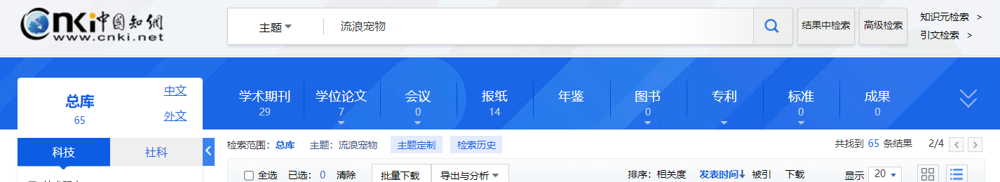 Cnki中国知網
www.cnki.net
主题 流浪宠物 结果中检索 高级检索
知识元检索 >
引文检索 >
总库
65
中文
外文
学术期刊 学位论文 会议 报纸 年鉴 图书 专利 标准 成果
29 7 0 14 0 0 0
科技 社科
检索范围：总库 主题：流浪宠物 主题定制 检索历史 共找到 65 条结果 2/4 < >
全选 已选：0 清除 批量下载 导出与分析 排序：相关度 发表时间↓ 被引 下载 显示 20